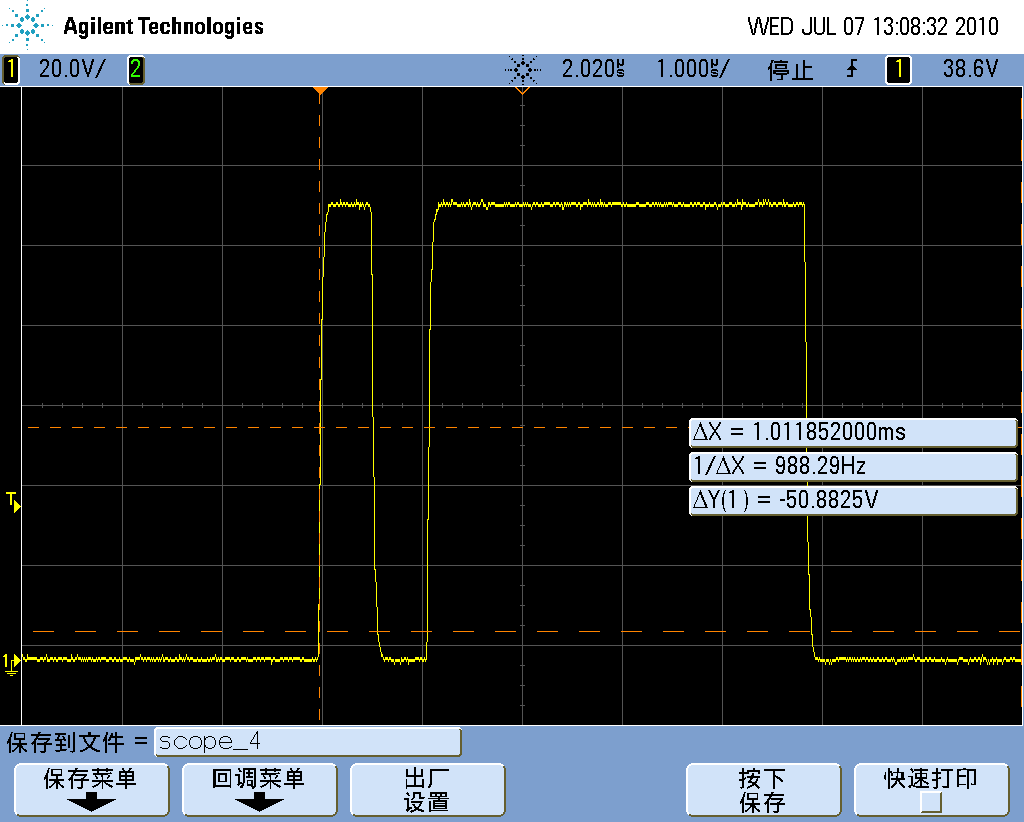 Agilent Technologies WED JUL 07 13:08:32 2010
1 20.0V/ 2 2.020µs 1.000µs/ 停止 1 38.6V
ΔX = 1.011852000ms
1/ΔX = 988.29Hz
ΔY(1) = -50.8825V
T
1
保存到文件 = scope_4
保存菜单 回调菜单 出厂设置 按下保存 快速打印